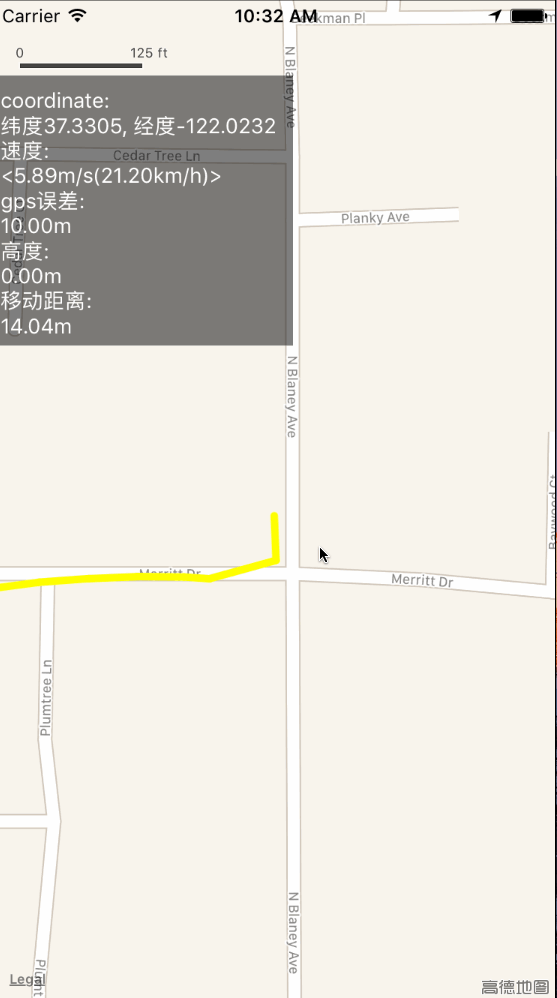 Carrier 10:32 AM
Pl
0 125 ft
coordinate:
纬度37.3305, 经度-122.0232
速度:
<5.89m/s(21.20km/h)>
gps误差:
10.00m
高度:
0.00m
移动距离:
14.04m
N Blaney Ave
Cedar Tree Ln
Planky Ave
N Blaney Ave
Merritt Dr
Merritt Dr
Plumtree Ln
N Blaney Ave
Legal
高德地图